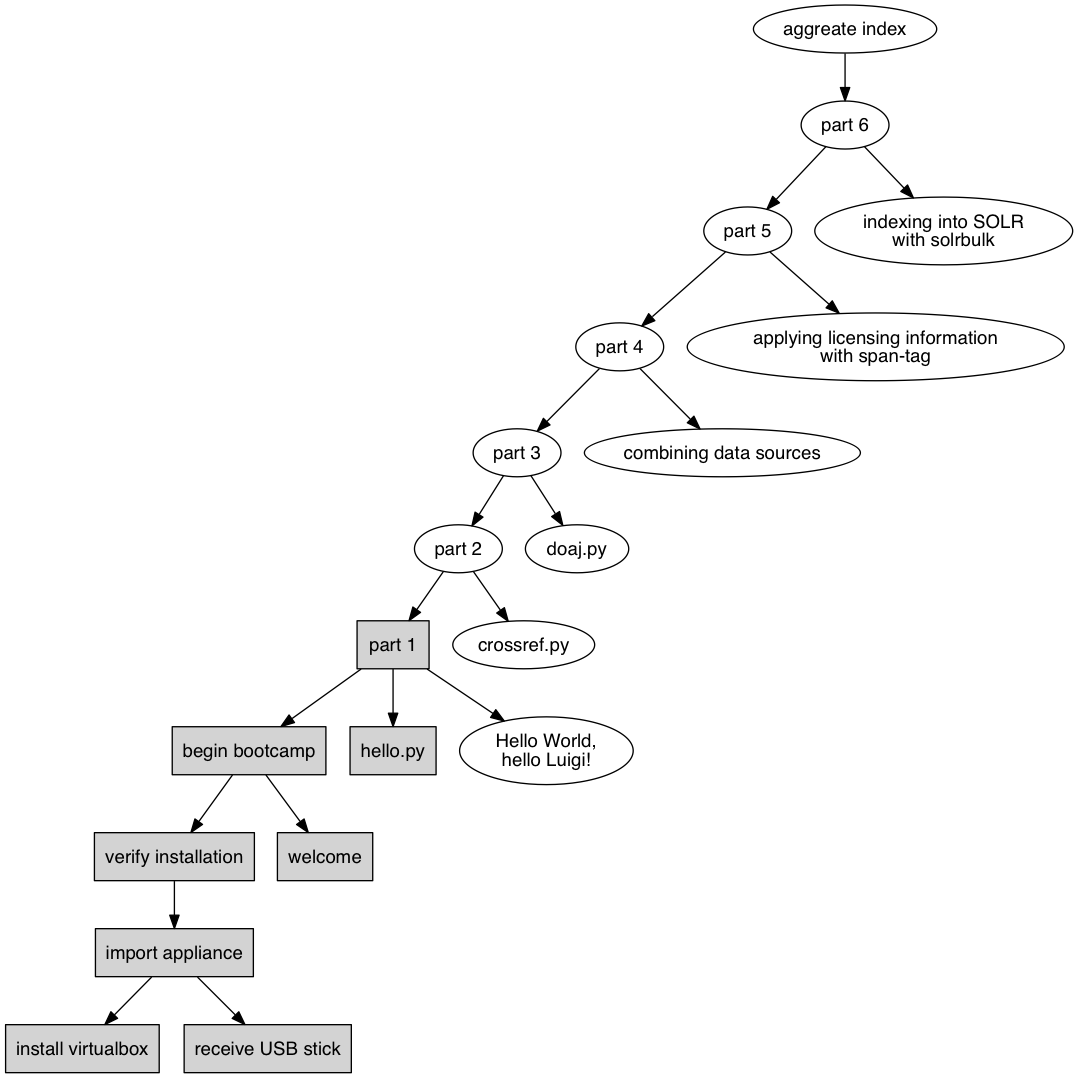 aggreate index
part 6
part 5
indexing into SOLR
with solrbulk
part 4
applying licensing information
with span-tag
part 3
combining data sources
part 2
doaj.py
part 1
crossref.py
begin bootcamp
hello.py
Hello World,
hello Luigi!
verify installation
welcome
import appliance
install virtualbox
receive USB stick